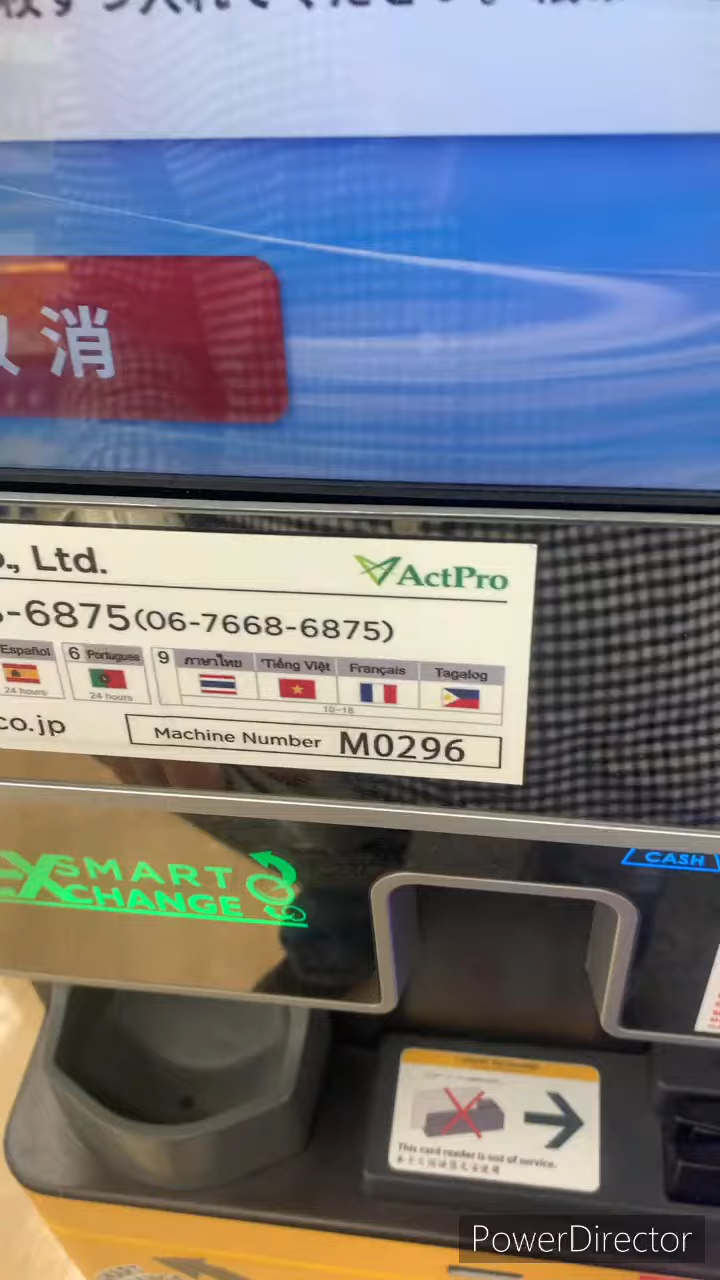 取消
., Ltd.
ActPro
-6875(06-7668-6875)
Español
24 hours
6 Portugues
24 hours
9 ภาษาไทย
Tiếng Việt
Français
Tagalog
10-18
co.jp
Machine Number M0296
SMART
EXCHANGE
CASH
This card reader is out of service.
PowerDirector